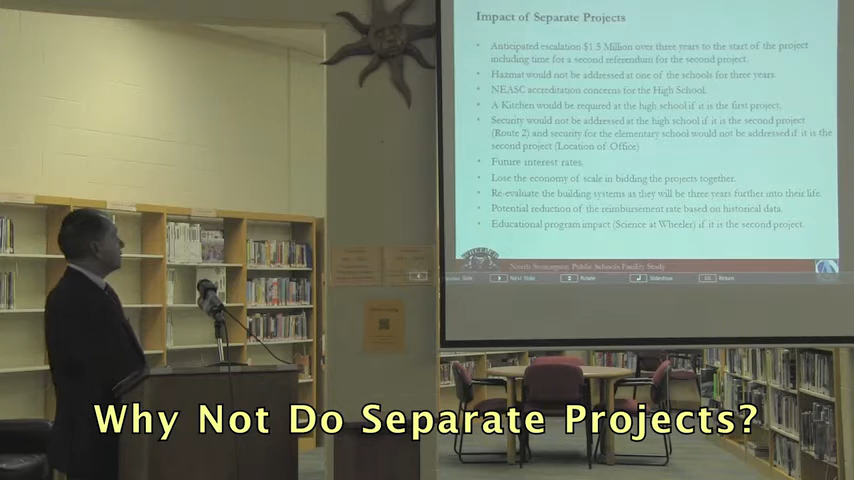 Impact of Separate Projects
• Anticipated escalation $1.5 Million over three years to the start of the project
including time for a second referendum for the second project.
• Hazmat would not be addressed at one of the schools for three years.
• NEASC accreditation concerns for the High School.
• A Kitchen would be required at the high school if it is the first project.
• Security would not be addressed at the high school if it is the second project
(Route 2) and security for the elementary school would not be addressed if it is the
second project (Location of Office)
• Future interest rates.
• Lose the economy of scale in bidding the projects together.
• Re-evaluate the building systems as they will be three years further into their life.
• Potential reduction of the reimbursement rate based on historical data.
• Educational program impact (Science at Wheeler) if it is the second project.
North Stonington Public Schools Facility Study
Next Slide Rotate Slideshow Return
Why Not Do Separate Projects?